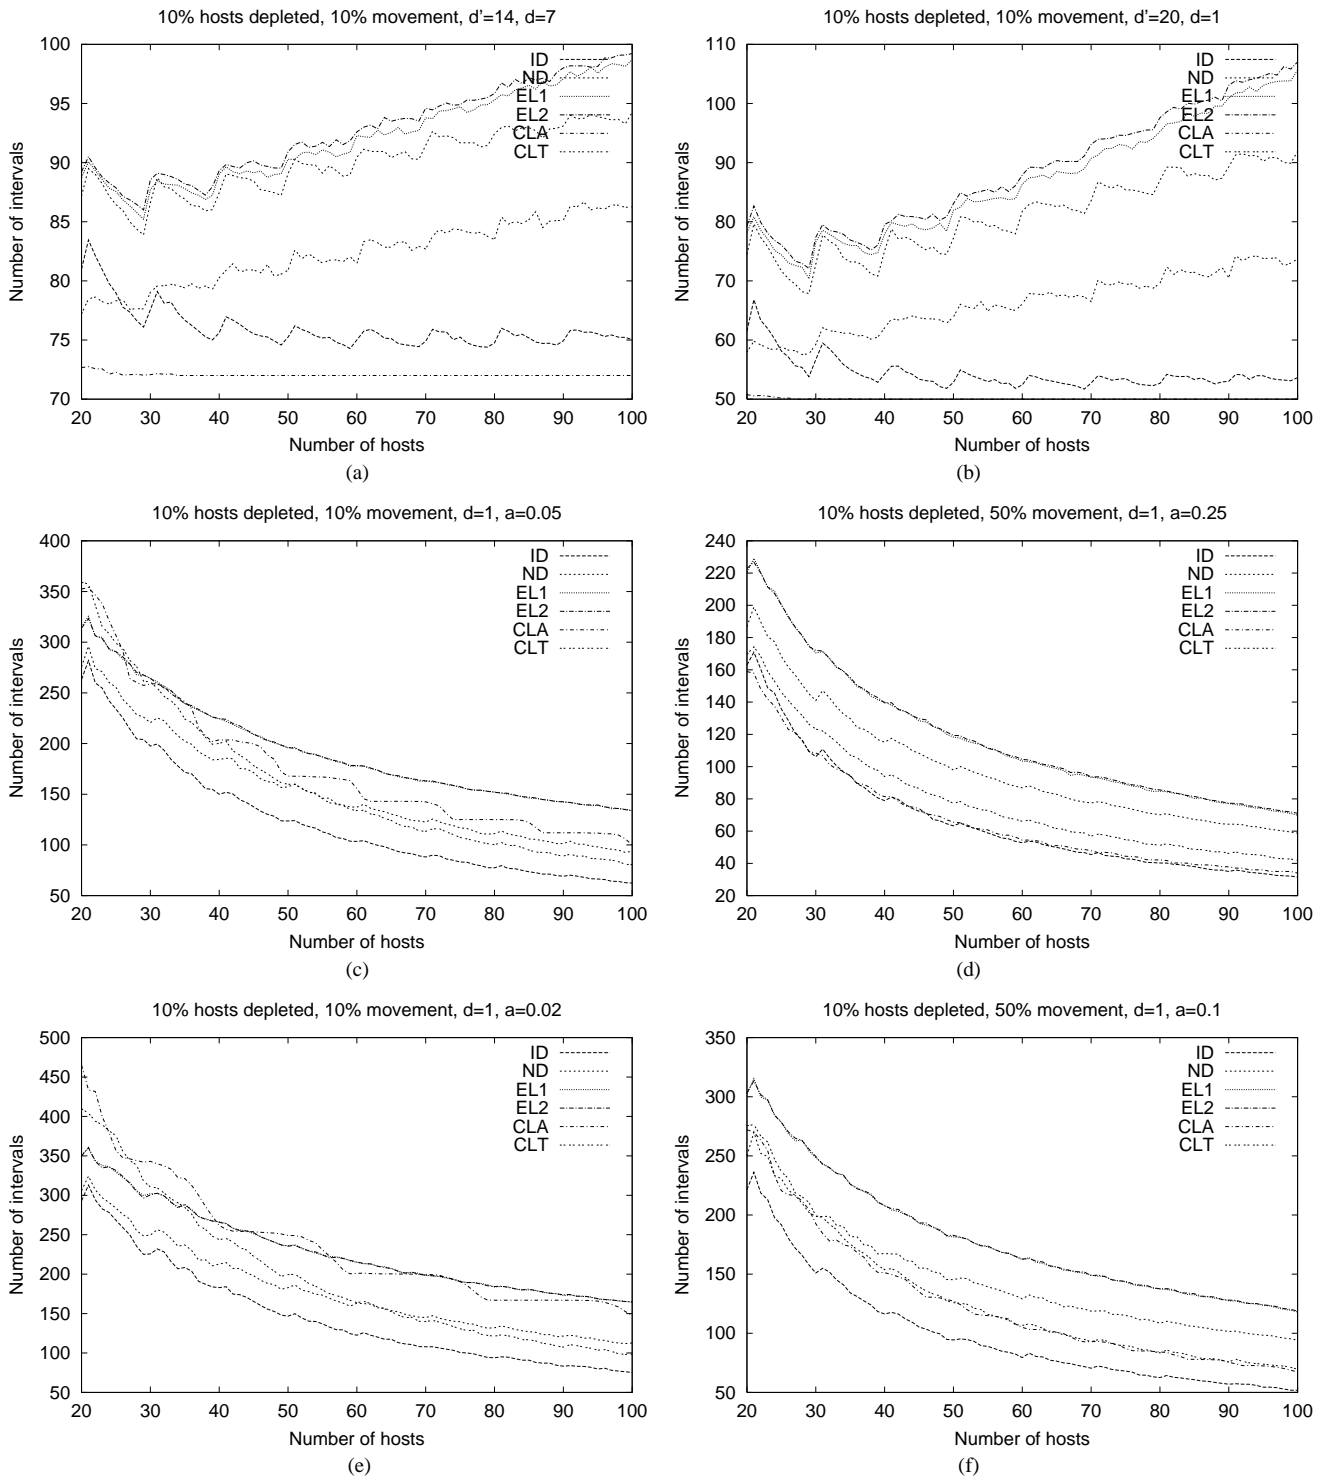 10% hosts depleted, 10% movement, d'=14, d=7
Number of intervals
100
95
90
85
80
75
70
ID
ND
EL1
EL2
CLA
CLT
20 30 40 50 60 70 80 90 100
Number of hosts
(a)
10% hosts depleted, 10% movement, d'=20, d=1
Number of intervals
110
100
90
80
70
60
50
ID
ND
EL1
EL2
CLA
CLT
20 30 40 50 60 70 80 90 100
Number of hosts
(b)
10% hosts depleted, 10% movement, d=1, a=0.05
Number of intervals
400
350
300
250
200
150
100
50
ID
ND
EL1
EL2
CLA
CLT
20 30 40 50 60 70 80 90 100
Number of hosts
(c)
10% hosts depleted, 50% movement, d=1, a=0.25
Number of intervals
240
220
200
180
160
140
120
100
80
60
40
20
ID
ND
EL1
EL2
CLA
CLT
20 30 40 50 60 70 80 90 100
Number of hosts
(d)
10% hosts depleted, 10% movement, d=1, a=0.02
Number of intervals
500
450
400
350
300
250
200
150
100
50
ID
ND
EL1
EL2
CLA
CLT
20 30 40 50 60 70 80 90 100
Number of hosts
(e)
10% hosts depleted, 50% movement, d=1, a=0.1
Number of intervals
350
300
250
200
150
100
50
ID
ND
EL1
EL2
CLA
CLT
20 30 40 50 60 70 80 90 100
Number of hosts
(f)